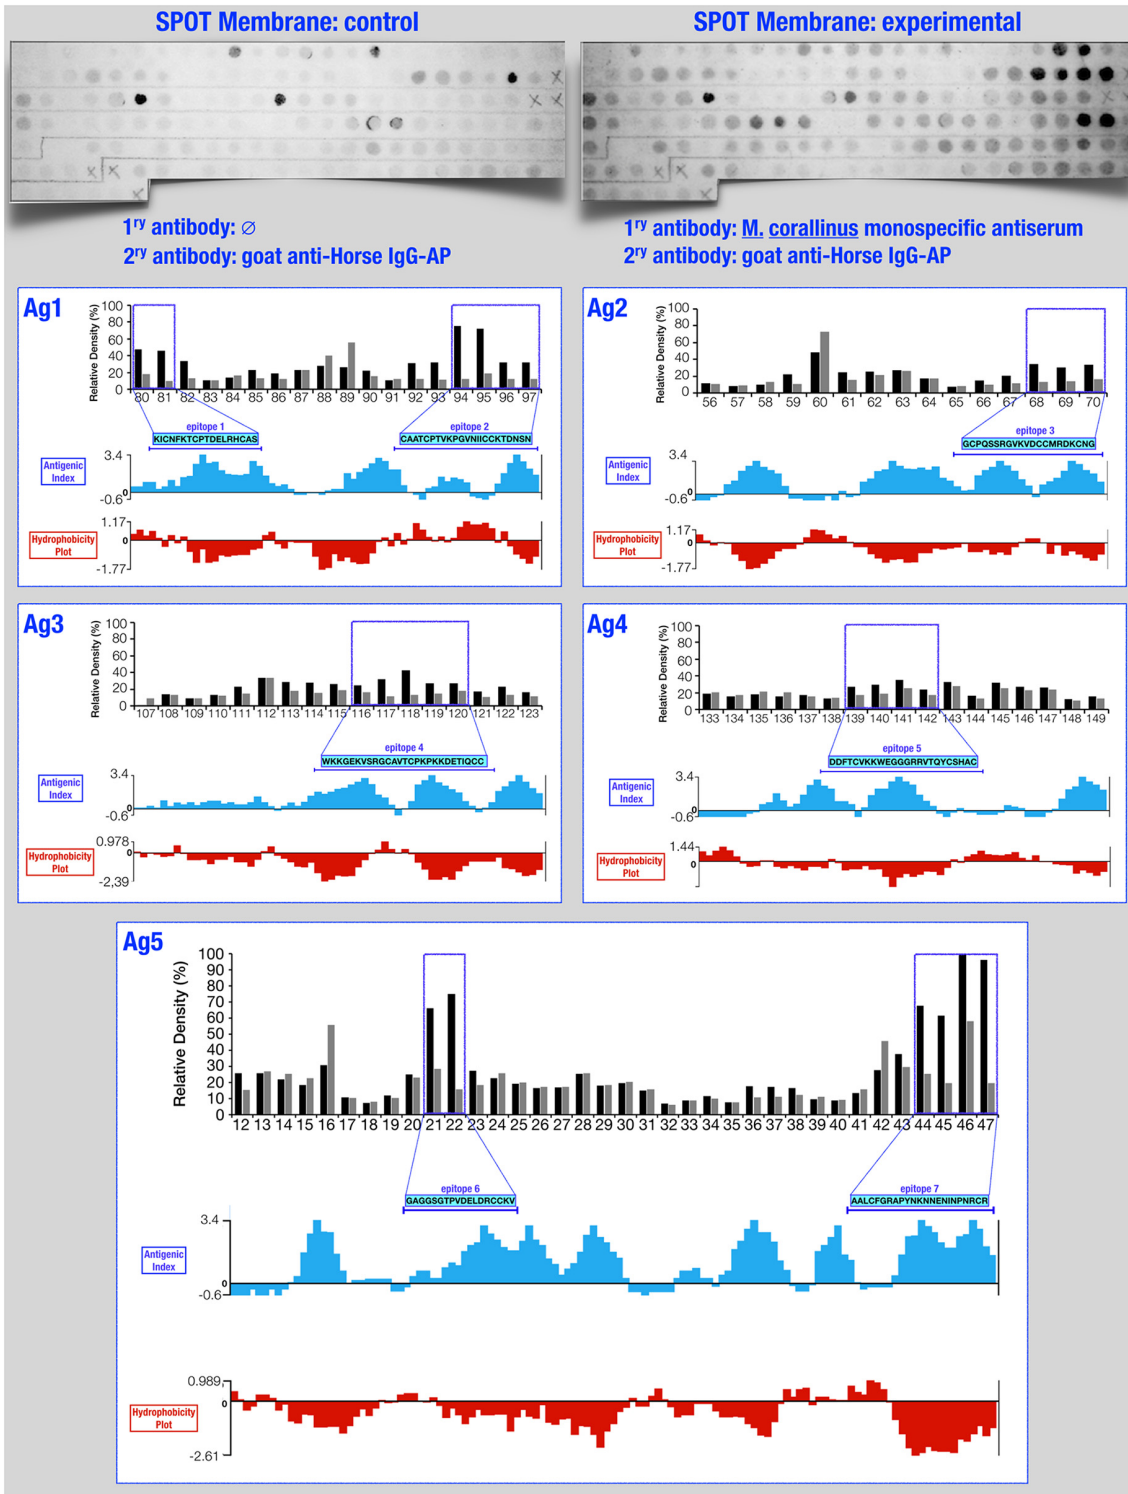 SPOT Membrane: control
SPOT Membrane: experimental
1ry antibody: ∅
2ry antibody: goat anti-Horse IgG-AP
1ry antibody: M. corallinus monospecific antiserum
2ry antibody: goat anti-Horse IgG-AP
Ag1
Relative Density (%)
100
80
60
40
20
0
80 81 82 83 84 85 86 87 88 89 90 91 92 93 94 95 96 97
epitope 1
KICNFKTCPTDELRHCAS
epitope 2
CAATCPTVKPGVNIICCKTDNSN
Antigenic
Index
3.4
0
-0.6
Hydrophobicity
Plot
1.17
0
-1.77
Ag2
Relative Density (%)
100
80
60
40
20
0
56 57 58 59 60 61 62 63 64 65 66 67 68 69 70
epitope 3
GCPQSSRGVKVDCCMRDKCNG
Antigenic
Index
3.4
0
-0.6
Hydrophobicity
Plot
1.17
0
-1.77
Ag3
Relative Density (%)
100
80
60
40
20
0
107 108 109 110 111 112 113 114 115 116 117 118 119 120 121 122 123
epitope 4
WKKGEKVSRGCAVTCPKPKKDETIQCC
Antigenic
Index
3.4
0
-0.6
Hydrophobicity
Plot
0.978
0
-2,39
Ag4
Relative Density (%)
100
80
60
40
20
0
133 134 135 136 137 138 139 140 141 142 143 144 145 146 147 148 149
epitope 5
DDFTCVKKWEGGGRRVTQYCSHAC
Antigenic
Index
3.4
0
-0.6
Hydrophobicity
Plot
1.44
0
Ag5
Relative Density (%)
100
90
80
70
60
50
40
30
20
10
0
12 13 14 15 16 17 18 19 20 21 22 23 24 25 26 27 28 29 30 31 32 33 34 35 36 37 38 39 40 41 42 43 44 45 46 47
epitope 6
GAGGSGTPVDELDRCCKV
epitope 7
AALCFGRAPYNKNNENINPNRCR
Antigenic
Index
3.4
0
-0.6
Hydrophobicity
Plot
0.989
0
-2.61